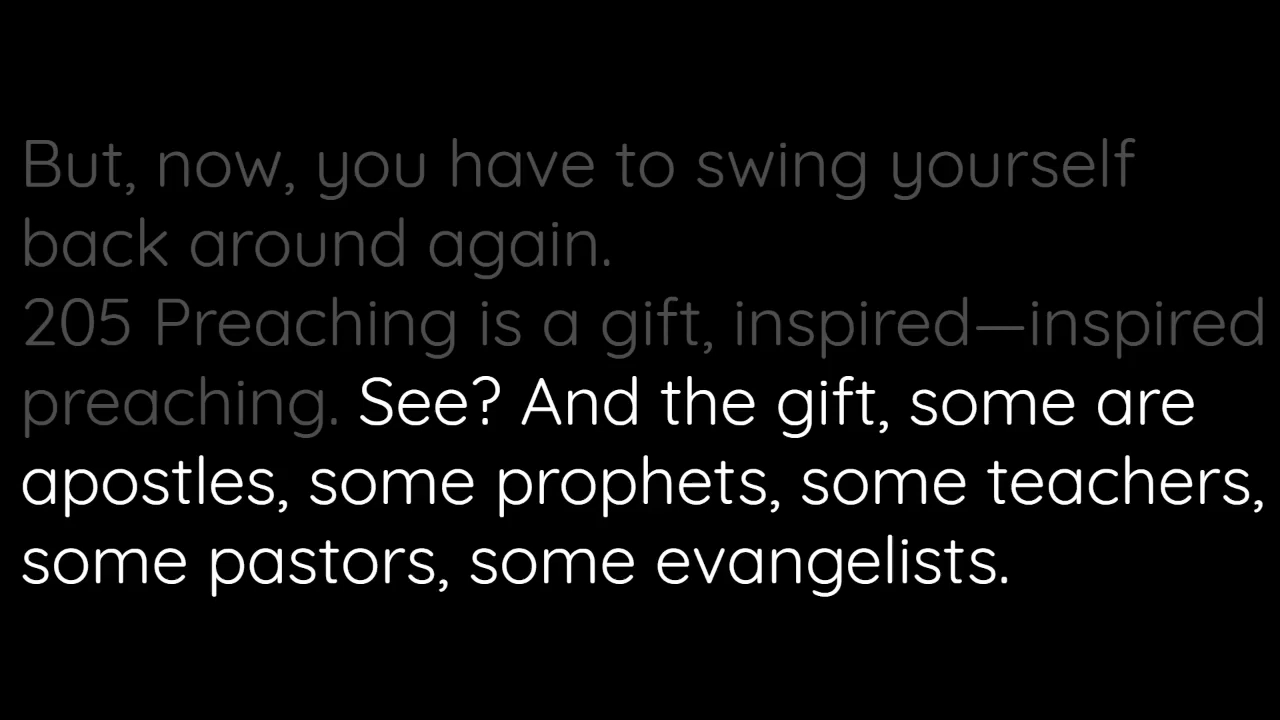 But, now, you have to swing yourself
back around again.
205 Preaching is a gift, inspired—inspired
preaching. See? And the gift, some are
apostles, some prophets, some teachers,
some pastors, some evangelists.